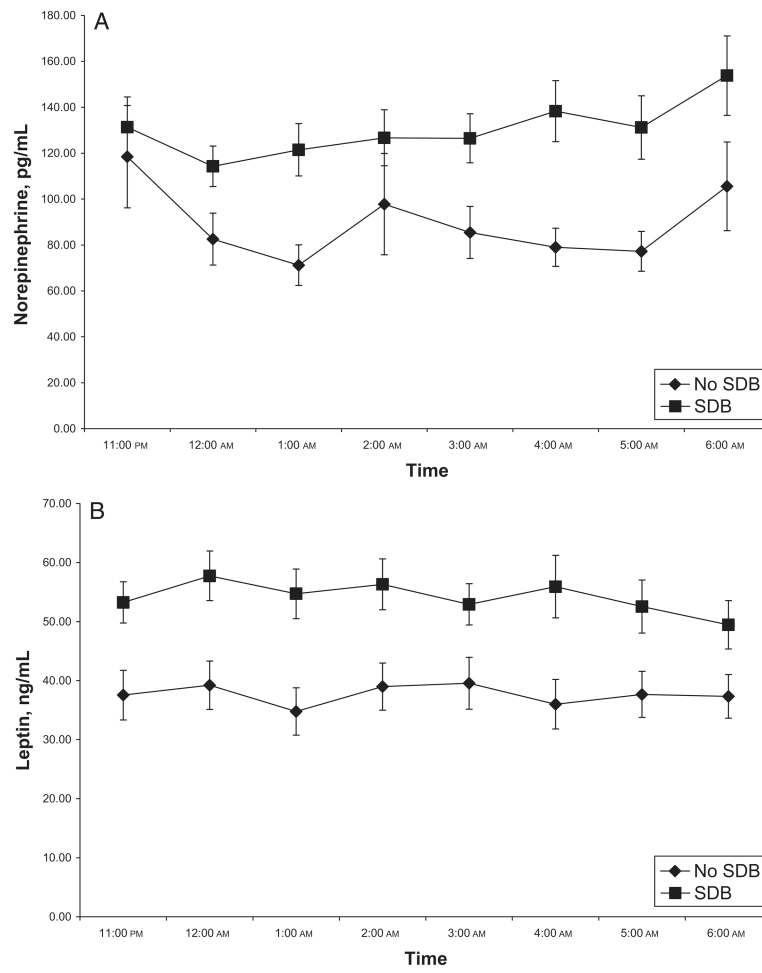 A
180.00
160.00
140.00
120.00
100.00
80.00
60.00
40.00
20.00
0.00
Norepinephrine, pg/mL
No SDB
SDB
11:00 PM 12:00 AM 1:00 AM 2:00 AM 3:00 AM 4:00 AM 5:00 AM 6:00 AM
Time
B
70.00
60.00
50.00
40.00
30.00
20.00
10.00
0.00
Leptin, ng/mL
No SDB
SDB
11:00 PM 12:00 AM 1:00 AM 2:00 AM 3:00 AM 4:00 AM 5:00 AM 6:00 AM
Time